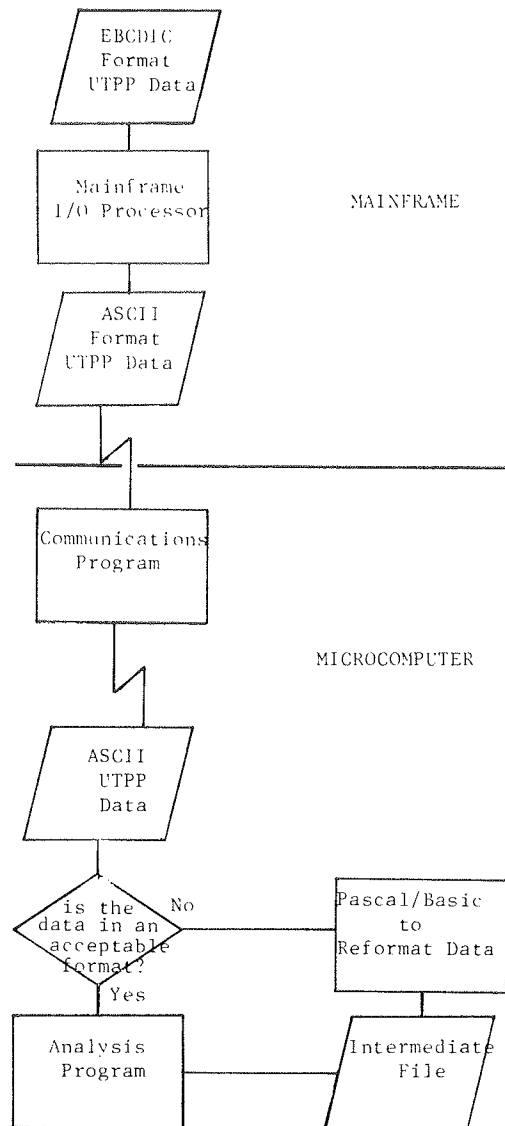 EBCDIC
Format
UTPP Data
Mainframe
I/O Processor
MAINFRAME
ASCII
Format
UTPP Data
Communications
Program
MICROCOMPUTER
ASCII
UTPP
Data
is the
data in an
acceptable
format?
No
Yes
Pascal/Basic
to
Reformat Data
Analysis
Program
Intermediate
File